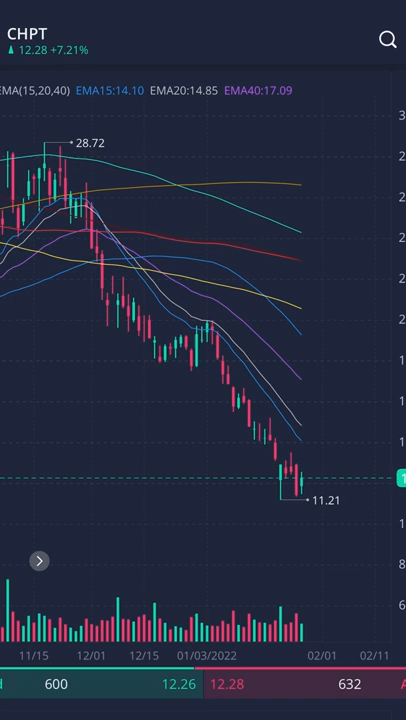 CHPT
12.28 +7.21%
EMA(15,20,40) EMA15:14.10 EMA20:14.85 EMA40:17.09
28.72
11.21
8
6
11/15 12/01 12/15 01/03/2022 02/01 02/11
600 12.26 12.28 632